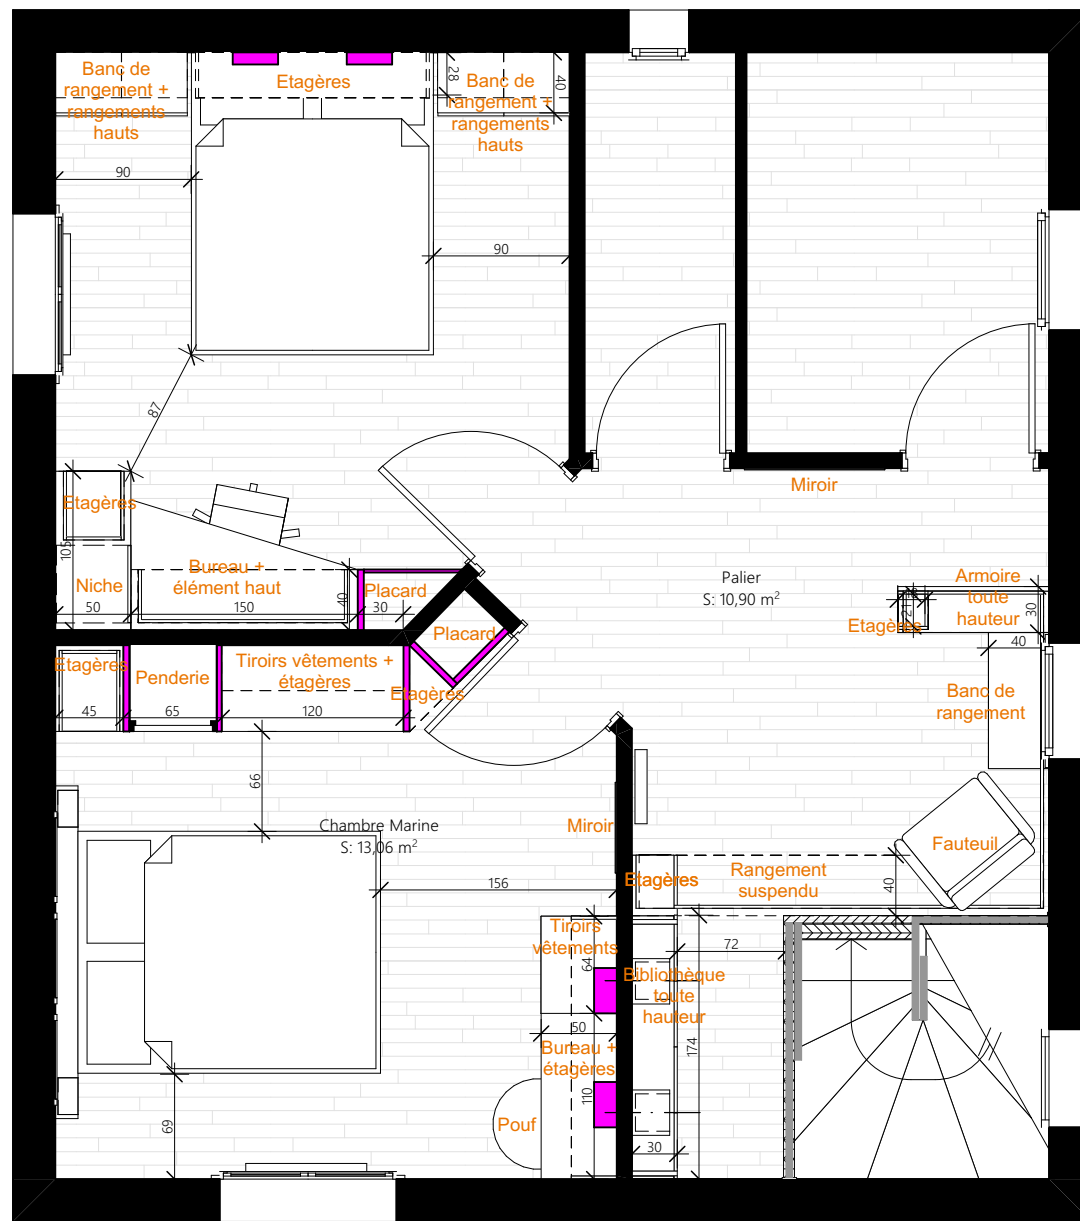 Banc de
rangement +
rangements
hauts
Etagères
28
Banc de
rangement +
rangements
hauts
40
90
90
87
Etagères
105
Niche
50
Bureau +
élément haut
150
40
Placard
30
Miroir
Palier
S: 10,90 m²
Armoire
toute
hauteur
Etagères
21
30
40
Banc de
rangement
Placard
Etagères
Penderie
Tiroirs vêtements +
étagères
Etagères
45
65
120
66
Chambre Marine
S: 13,06 m²
Miroir
156
Fauteuil
Etagères
Rangement
suspendu
40
Tiroirs
vêtements
64
72
Bibliothèque
toute
hauteur
50
174
Bureau +
étagères
110
Pouf
69
30